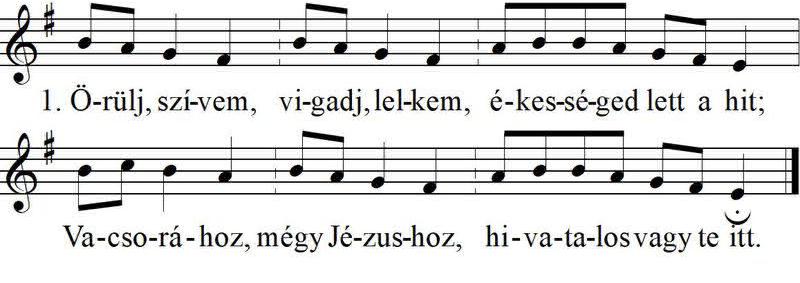 1. Ö-rülj, szí-vem, vi-gadj, lel-kem, é-kes-sé-ged lett a hit;
Va-cso-rá-hoz, mégy Jé-zus-hoz, hi-va-ta-los vagy te itt.